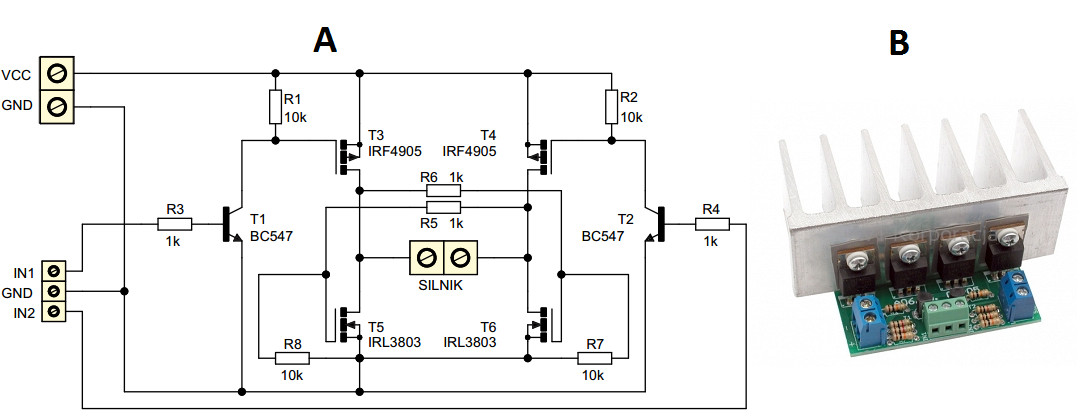 A
B
VCC
GND
R1
10k
R2
10k
T3
IRF4905
T4
IRF4905
R6 1k
R5 1k
R3
1k
T1
BC547
T2
BC547
R4
1k
IN1
GND
IN2
SILNIK
T5
IRL3803
T6
IRL3803
R8
10k
R7
10k